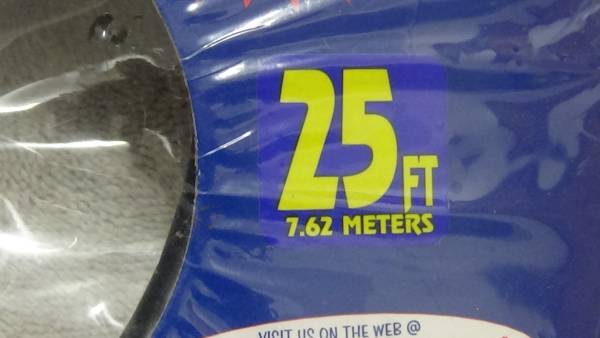 25 FT
7.62 METERS
VISIT US ON THE WEB @